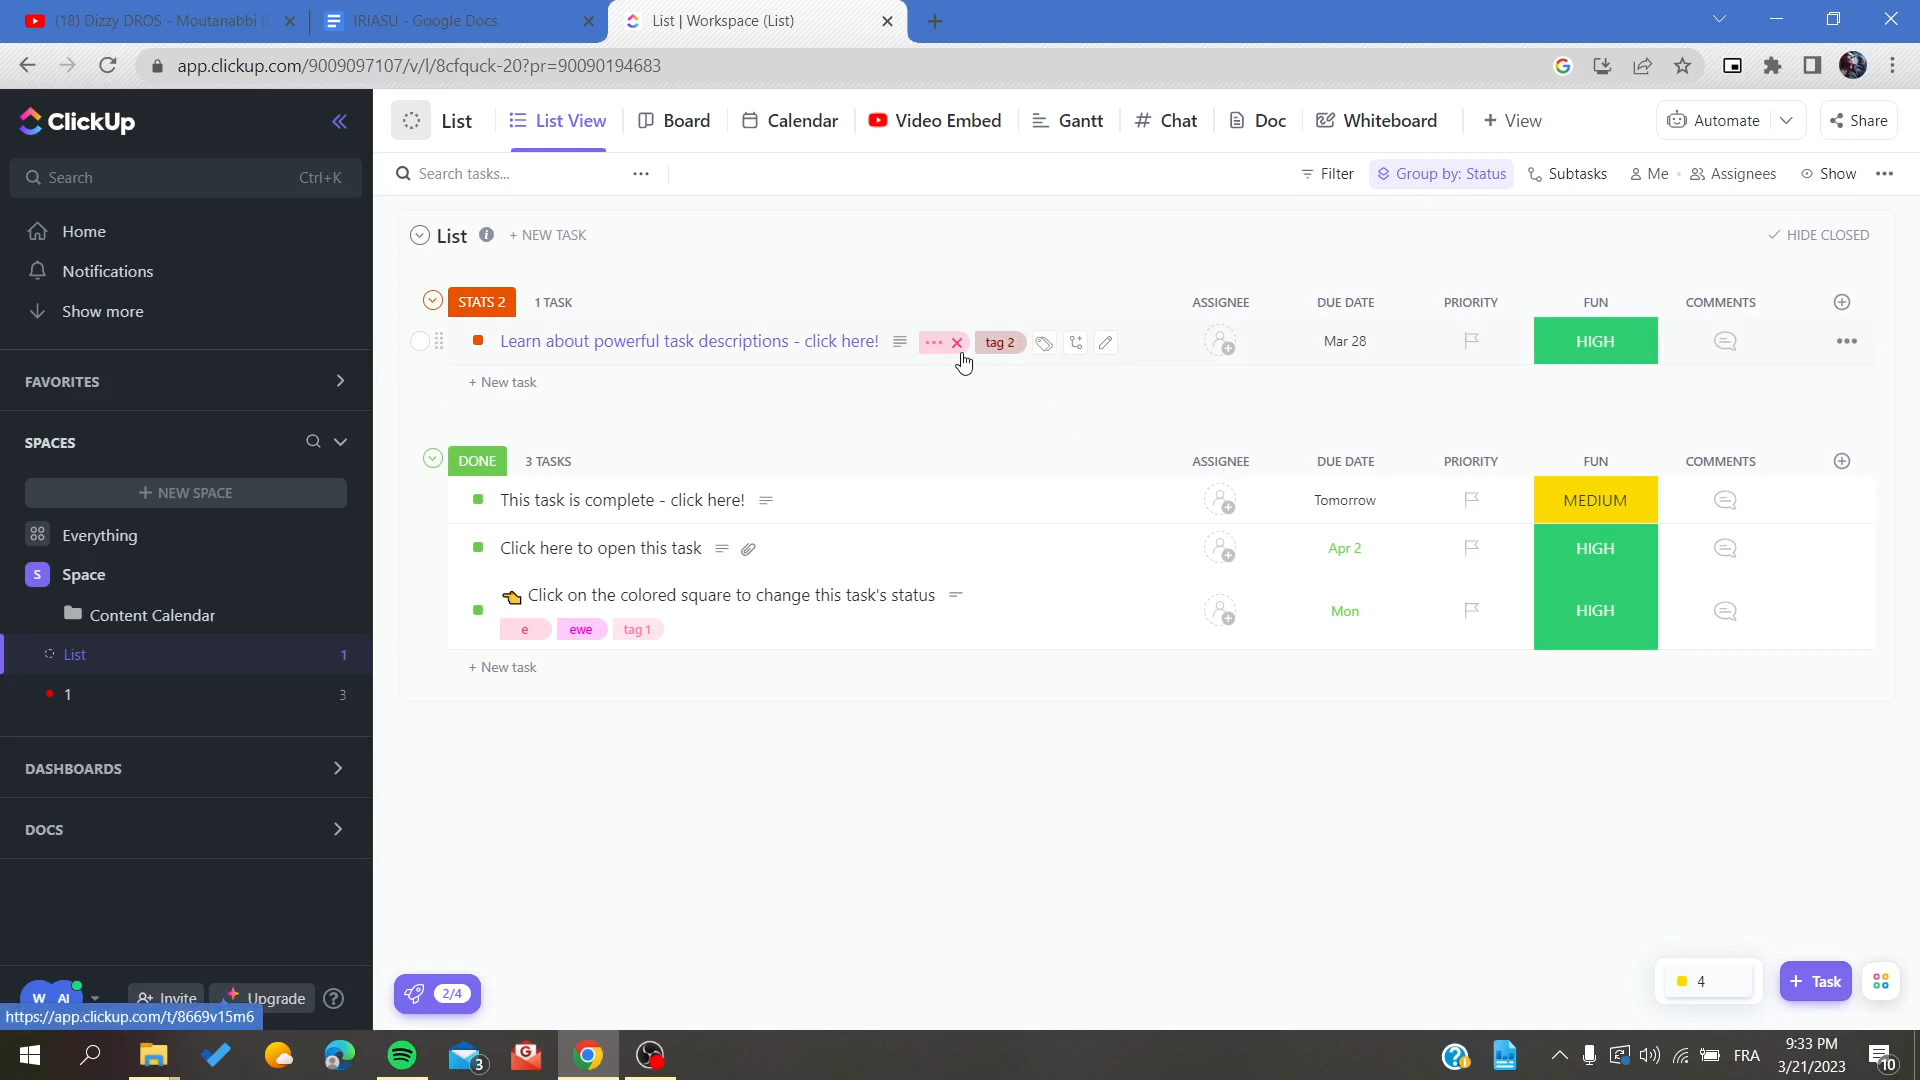 (18) Dizzy DROS - Moutanabbi (
IRIASU - Google Docs
List | Workspace (List)
app.clickup.com/9009097107/v/l/8cfquck-20?pr=90090194683
ClickUp
List
List View
Board
Calendar
Video Embed
Gantt
Chat
Doc
Whiteboard
+ View
Automate
Share
Search
Ctrl+K
Search tasks...
Filter
Group by: Status
Subtasks
Me
Assignees
Show
Home
Notifications
Show more
FAVORITES
SPACES
+ NEW SPACE
Everything
S Space
Content Calendar
List 1
1 3
DASHBOARDS
DOCS
W AI
Invite
Upgrade
https://app.clickup.com/t/8669v15m6
List + NEW TASK
HIDE CLOSED
STATS 2 1 TASK ASSIGNEE DUE DATE PRIORITY FUN COMMENTS
Learn about powerful task descriptions - click here! tag 2 Mar 28 HIGH
+ New task
DONE 3 TASKS ASSIGNEE DUE DATE PRIORITY FUN COMMENTS
This task is complete - click here! Tomorrow MEDIUM
Click here to open this task Apr 2 HIGH
Click on the colored square to change this task's status Mon HIGH
e ewe tag 1
+ New task
2/4
4
+ Task
3
FRA
9:33 PM
3/21/2023
10